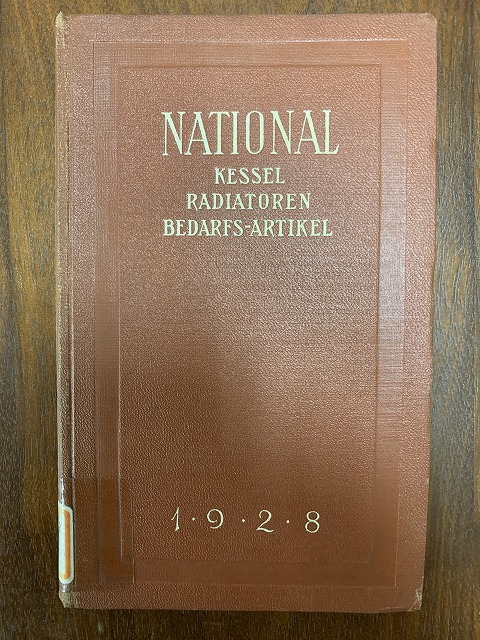 NATIONAL
KESSEL
RADIATOREN
BEDARFS-ARTIKEL
1·9·2·8